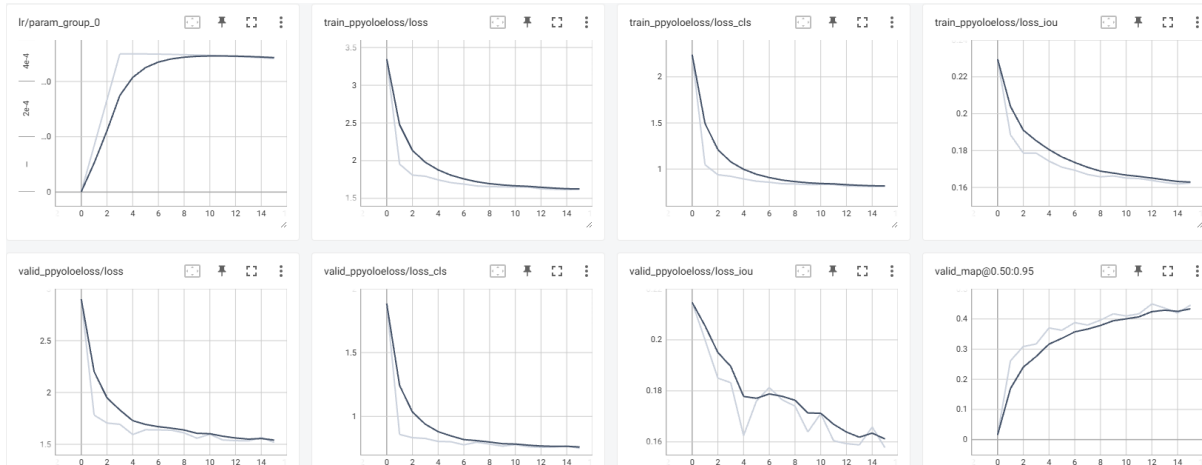 lr/param_group_0
4e-4
...0
2e-4
...0
0
0 2 4 6 8 10 12 14
train_ppyoloeloss/loss
3.5
3
2.5
2
1.5
0 2 4 6 8 10 12 14
train_ppyoloeloss/loss_cls
2
1.5
1
0 2 4 6 8 10 12 14
train_ppyoloeloss/loss_iou
0.22
0.2
0.18
0.16
0 2 4 6 8 10 12 14
valid_ppyoloeloss/loss
2.5
2
1.5
0 2 4 6 8 10 12 14
valid_ppyoloeloss/loss_cls
1.5
1
0 2 4 6 8 10 12 14
valid_ppyoloeloss/loss_iou
0.2
0.18
0.16
0 2 4 6 8 10 12 14
valid_map@0.50:0.95
0.4
0.3
0.2
0.1
0
0 2 4 6 8 10 12 14